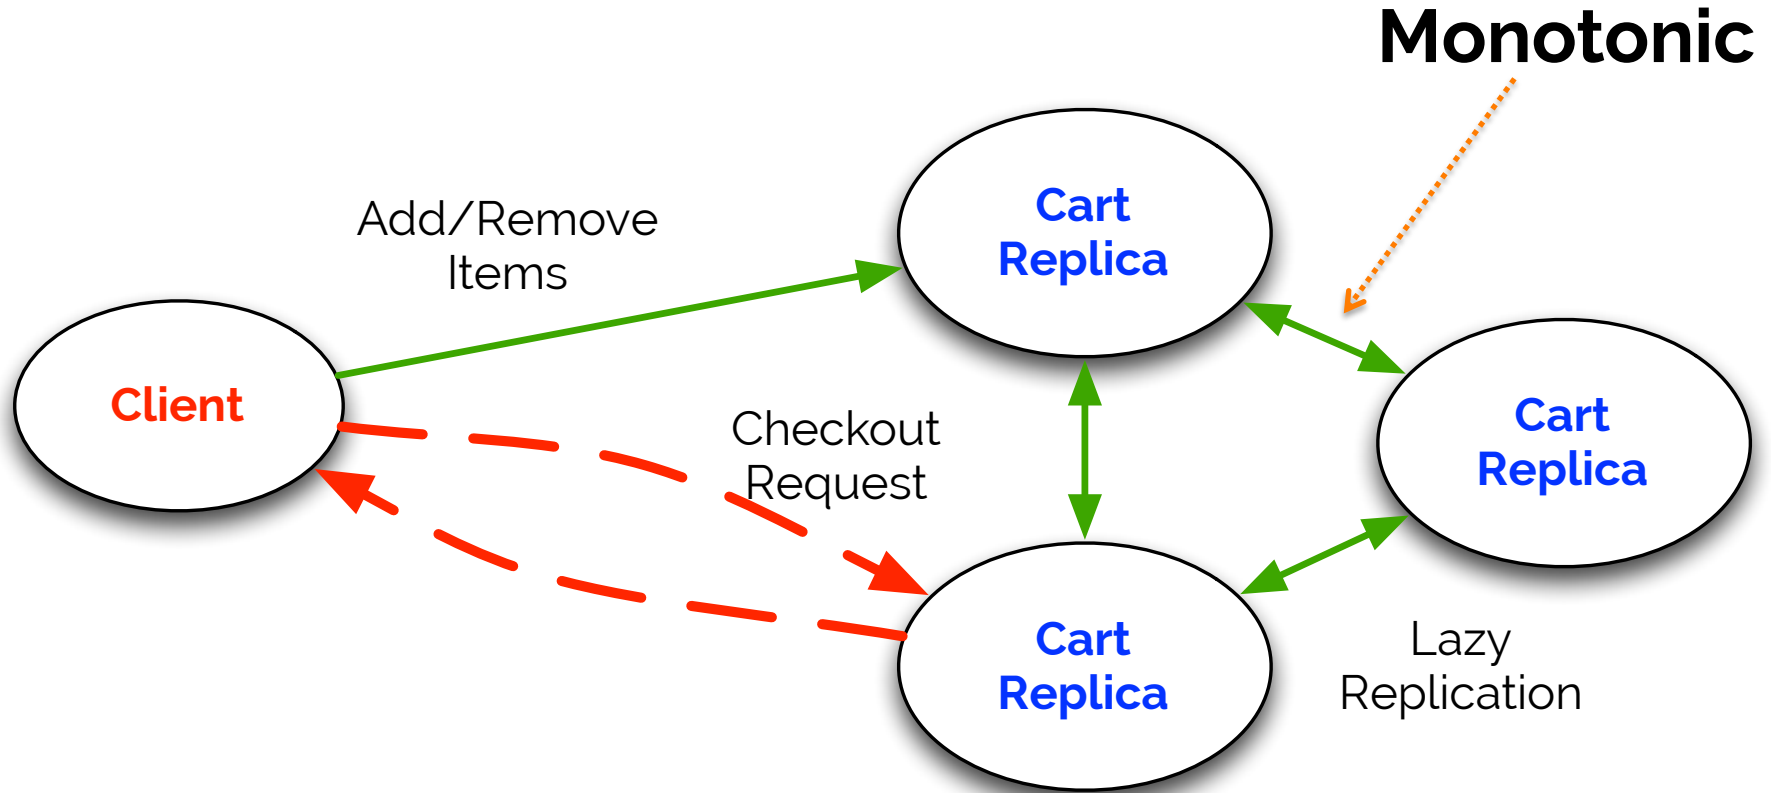 Monotonic
Cart
Replica
Add/Remove
Items
Client
Checkout
Request
Cart
Replica
Cart
Replica
Lazy
Replication